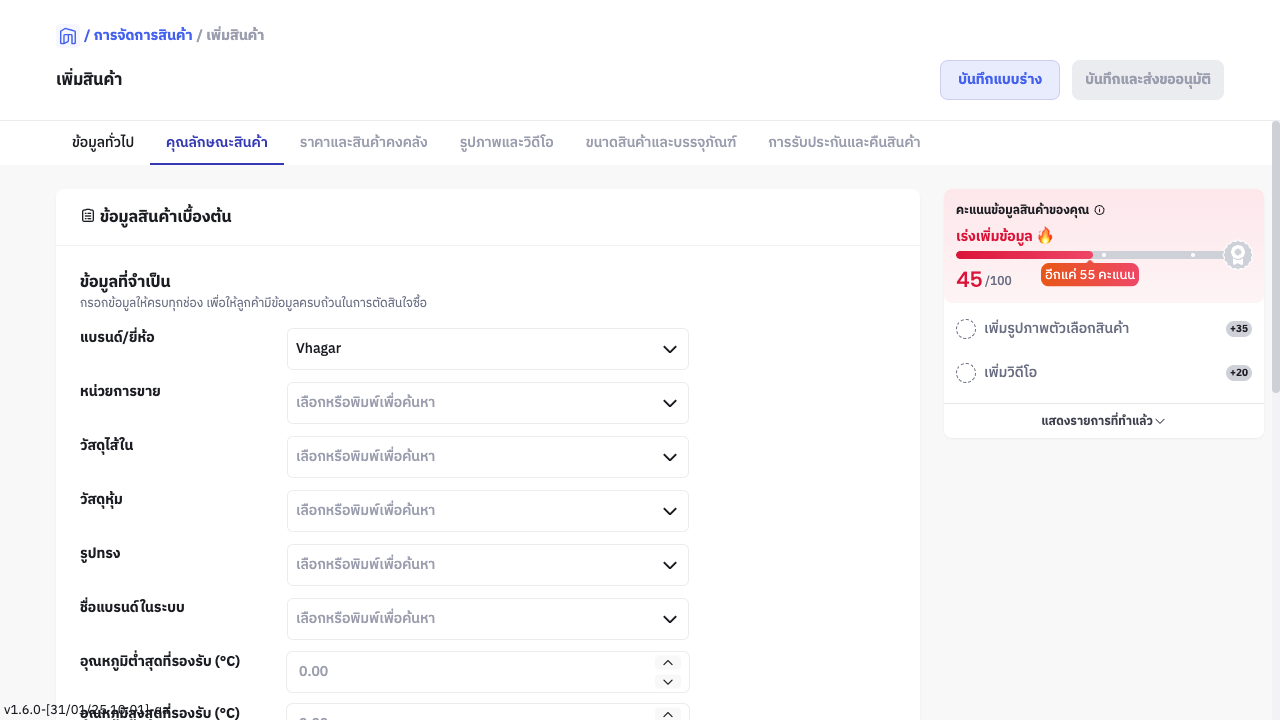 / การจัดการสินค้า / เพิ่มสินค้า
เพิ่มสินค้า
บันทึกแบบร่าง
บันทึกและส่งขออนุมัติ
ข้อมูลทั่วไป
คุณลักษณะสินค้า
ราคาและสินค้าคงคลัง
รูปภาพและวิดีโอ
ขนาดสินค้าและบรรจุภัณฑ์
การรับประกันและคืนสินค้า
ข้อมูลสินค้าเบื้องต้น
ข้อมูลที่จำเป็น
กรอกข้อมูลให้ครบทุกช่อง เพื่อให้ลูกค้ามีข้อมูลครบถ้วนในการตัดสินใจซื้อ
แบรนด์/ยี่ห้อ
Vhagar
หน่วยการขาย
เลือกหรือพิมพ์เพื่อค้นหา
วัสดุไส้ใน
เลือกหรือพิมพ์เพื่อค้นหา
วัสดุหุ้ม
เลือกหรือพิมพ์เพื่อค้นหา
รูปทรง
เลือกหรือพิมพ์เพื่อค้นหา
ชื่อแบรนด์ในระบบ
เลือกหรือพิมพ์เพื่อค้นหา
อุณหภูมิต่ำสุดที่รองรับ (°C)
0.00
อุณหภูมิสูงสุดที่รองรับ (°C)
v1.6.0-[31/01/25 10:01]
คะแนนข้อมูลสินค้าของคุณ
เร่งเพิ่มข้อมูล 🔥
45/100
อีกแค่ 55 คะแนน
เพิ่มรูปภาพตัวเลือกสินค้า
+35
เพิ่มวิดีโอ
+20
แสดงรายการที่ทำแล้ว